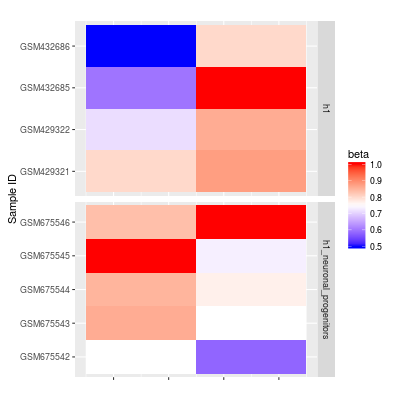 GSM432686
GSM432685
GSM429322
GSM429321
h1
GSM675546
GSM675545
GSM675544
GSM675543
GSM675542
h1_neuronal_progenitors
Sample ID
beta
1.0
0.9
0.8
0.7
0.6
0.5